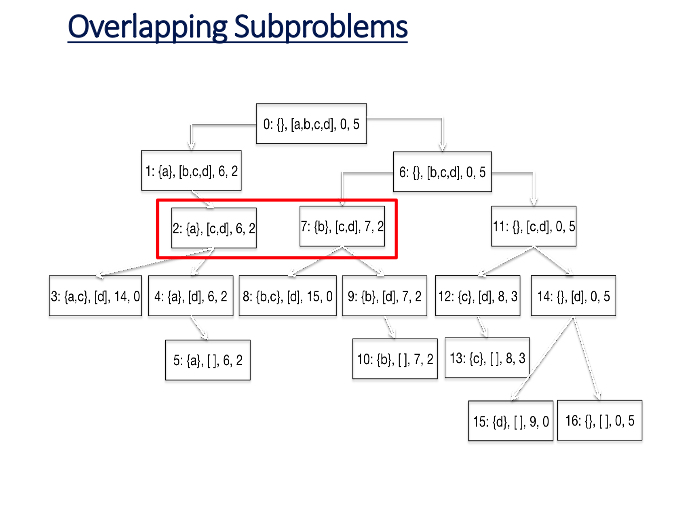 Overlapping Subproblems
0: {}, [a,b,c,d], 0, 5
1: {a}, [b,c,d], 6, 2
6: {}, [b,c,d], 0, 5
2: {a}, [c,d], 6, 2
7: {b}, [c,d], 7, 2
11: {}, [c,d], 0, 5
3: {a,c}, [d], 14, 0
4: {a}, [d], 6, 2
8: {b,c}, [d], 15, 0
9: {b}, [d], 7, 2
12: {c}, [d], 8, 3
14: {}, [d], 0, 5
5: {a}, [ ], 6, 2
10: {b}, [ ], 7, 2
13: {c}, [ ], 8, 3
15: {d}, [ ], 9, 0
16: {}, [ ], 0, 5